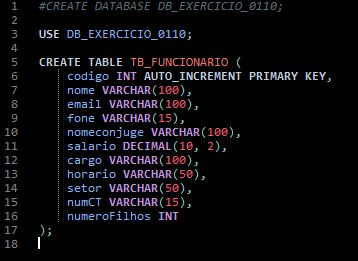 1 #CREATE DATABASE DB_EXERCICIO_0110;
2
3 USE DB_EXERCICIO_0110;
4
5 CREATE TABLE TB_FUNCIONARIO (
6 codigo INT AUTO_INCREMENT PRIMARY KEY,
7 nome VARCHAR(100),
8 email VARCHAR(100),
9 fone VARCHAR(15),
10 nomeconjuge VARCHAR(100),
11 salario DECIMAL(10, 2),
12 cargo VARCHAR(100),
13 horario VARCHAR(50),
14 setor VARCHAR(50),
15 numCT VARCHAR(15),
16 numeroFilhos INT
17 );
18